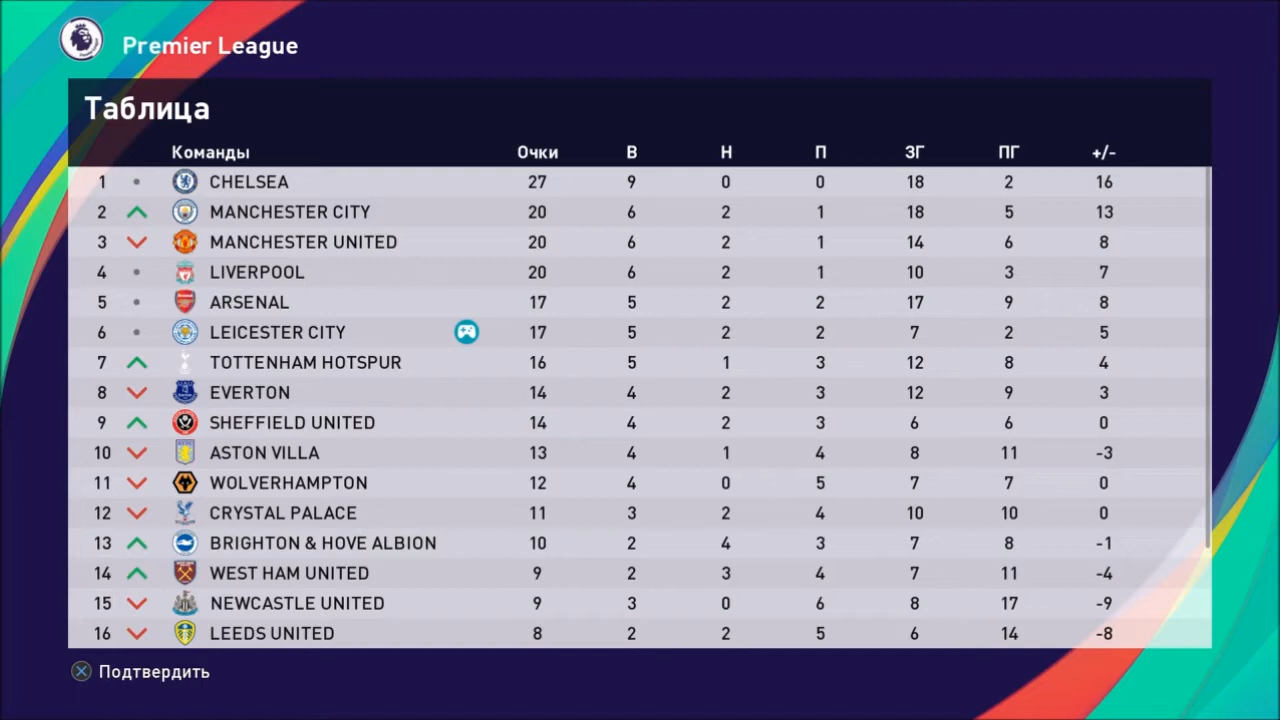 Premier League
Таблица
Команды Очки В Н П ЗГ ПГ +/-
1 CHELSEA 27 9 0 0 18 2 16
2 MANCHESTER CITY 20 6 2 1 18 5 13
3 MANCHESTER UNITED 20 6 2 1 14 6 8
4 LIVERPOOL 20 6 2 1 10 3 7
5 ARSENAL 17 5 2 2 17 9 8
6 LEICESTER CITY 17 5 2 2 7 2 5
7 TOTTENHAM HOTSPUR 16 5 1 3 12 8 4
8 EVERTON 14 4 2 3 12 9 3
9 SHEFFIELD UNITED 14 4 2 3 6 6 0
10 ASTON VILLA 13 4 1 4 8 11 -3
11 WOLVERHAMPTON 12 4 0 5 7 7 0
12 CRYSTAL PALACE 11 3 2 4 10 10 0
13 BRIGHTON & HOVE ALBION 10 2 4 3 7 8 -1
14 WEST HAM UNITED 9 2 3 4 7 11 -4
15 NEWCASTLE UNITED 9 3 0 6 8 17 -9
16 LEEDS UNITED 8 2 2 5 6 14 -8
Подтвердить